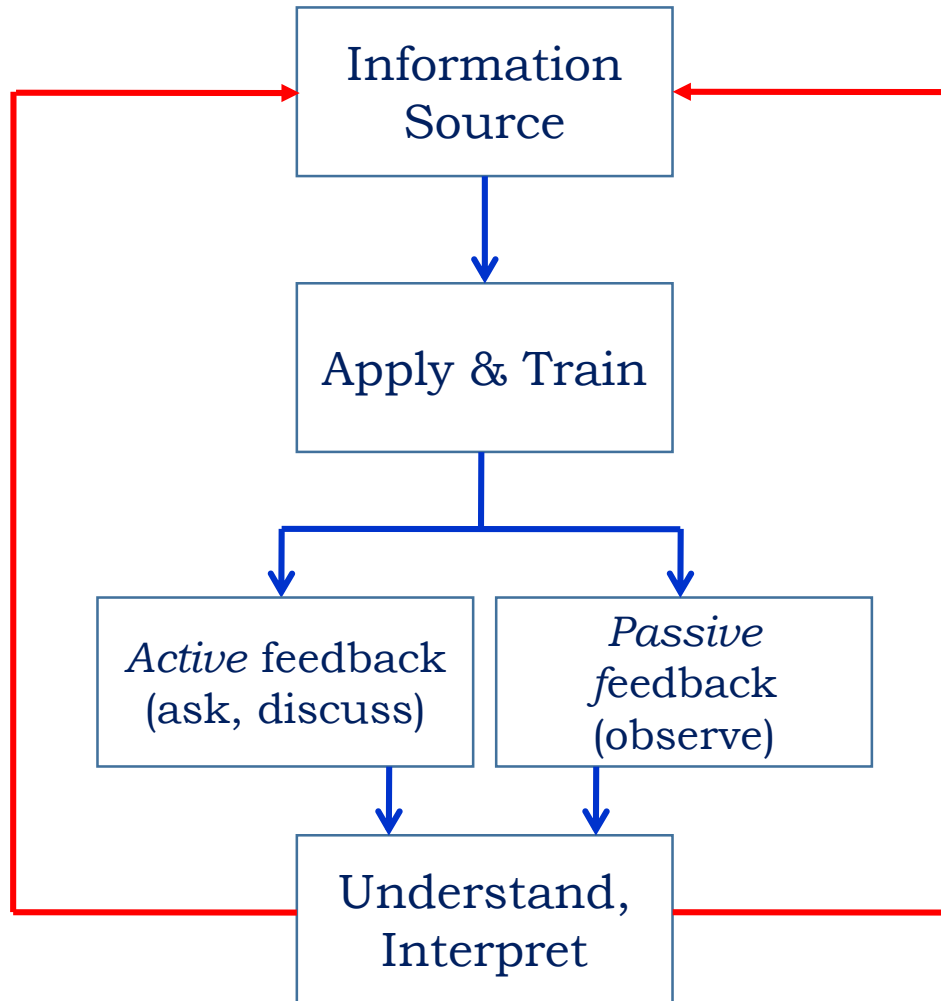 Information
Source
Apply & Train
Active feedback
(ask, discuss)
Passive
feedback
(observe)
Understand,
Interpret